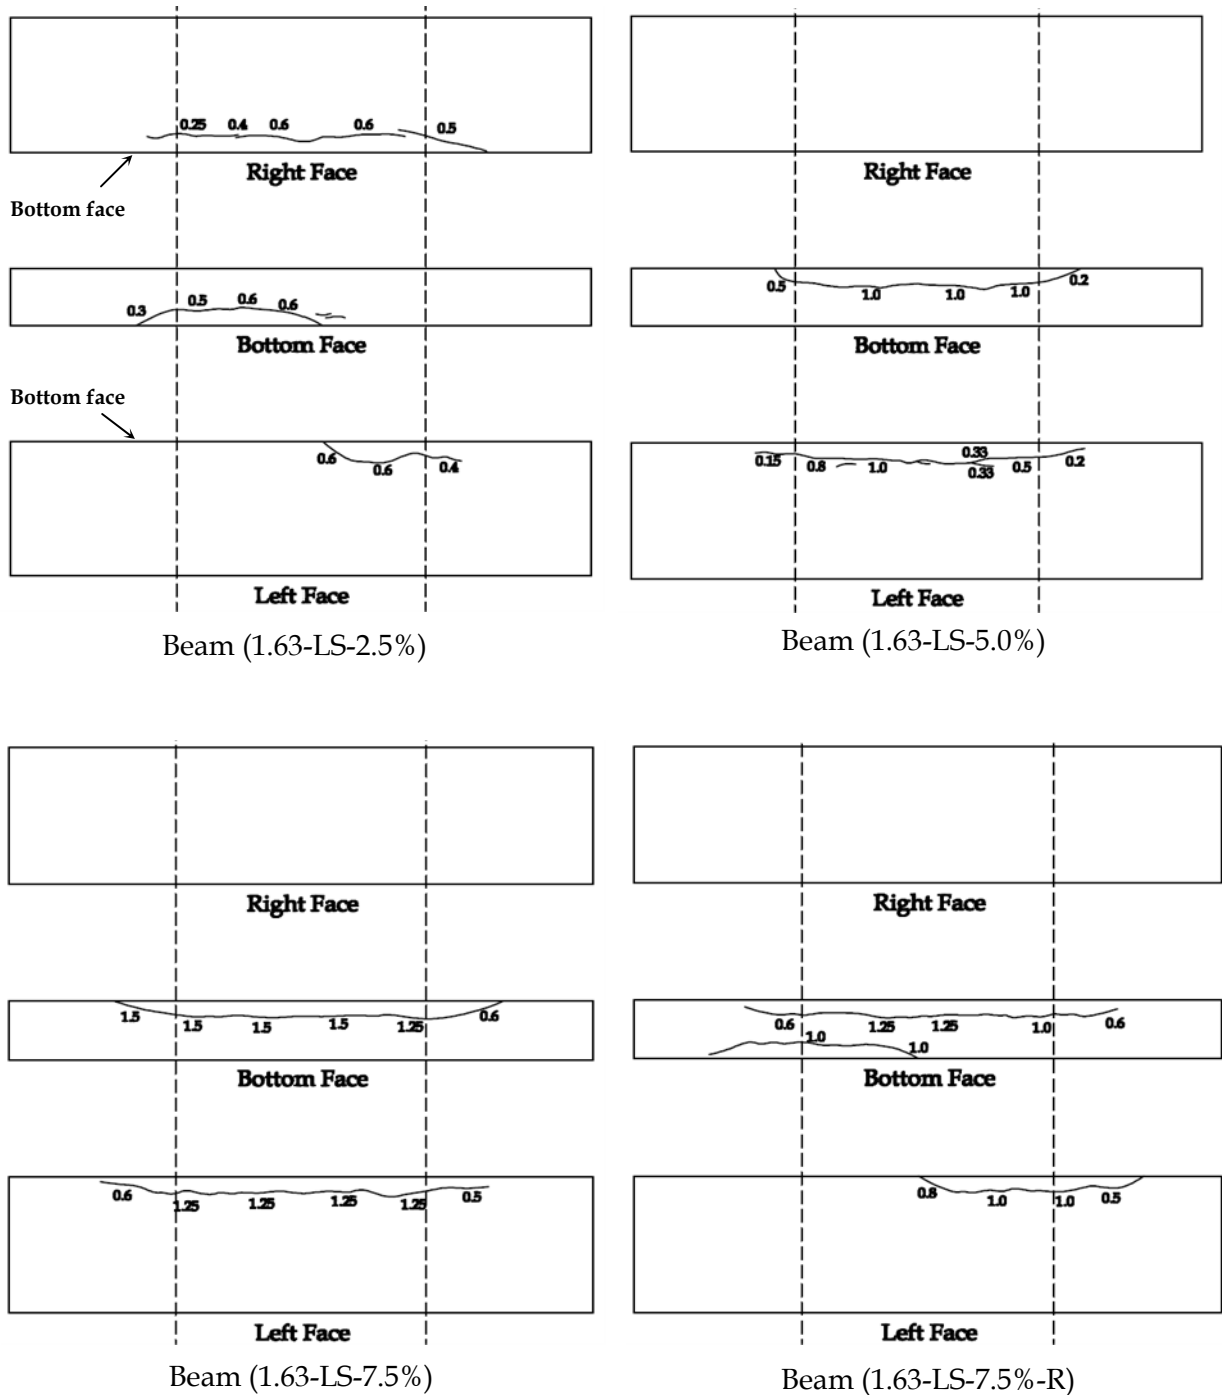 0.25 0.4 0.6 0.6 0.5
Right Face
Bottom face
0.3 0.5 0.6 0.6
Bottom Face
Bottom face
0.6 0.6 0.4
Left Face
Beam (1.63-LS-2.5%)
Right Face
0.5 1.0 1.0 1.0 0.2
Bottom Face
0.15 0.8 1.0 0.33 0.33 0.5 0.2
Left Face
Beam (1.63-LS-5.0%)
Right Face
1.5 1.5 1.5 1.5 1.25 0.6
Bottom Face
0.6 1.25 1.25 1.25 1.25 0.5
Left Face
Beam (1.63-LS-7.5%)
Right Face
0.6 1.25 1.25 1.0 0.6
1.0 1.0
Bottom Face
0.8 1.0 1.0 0.5
Left Face
Beam (1.63-LS-7.5%-R)